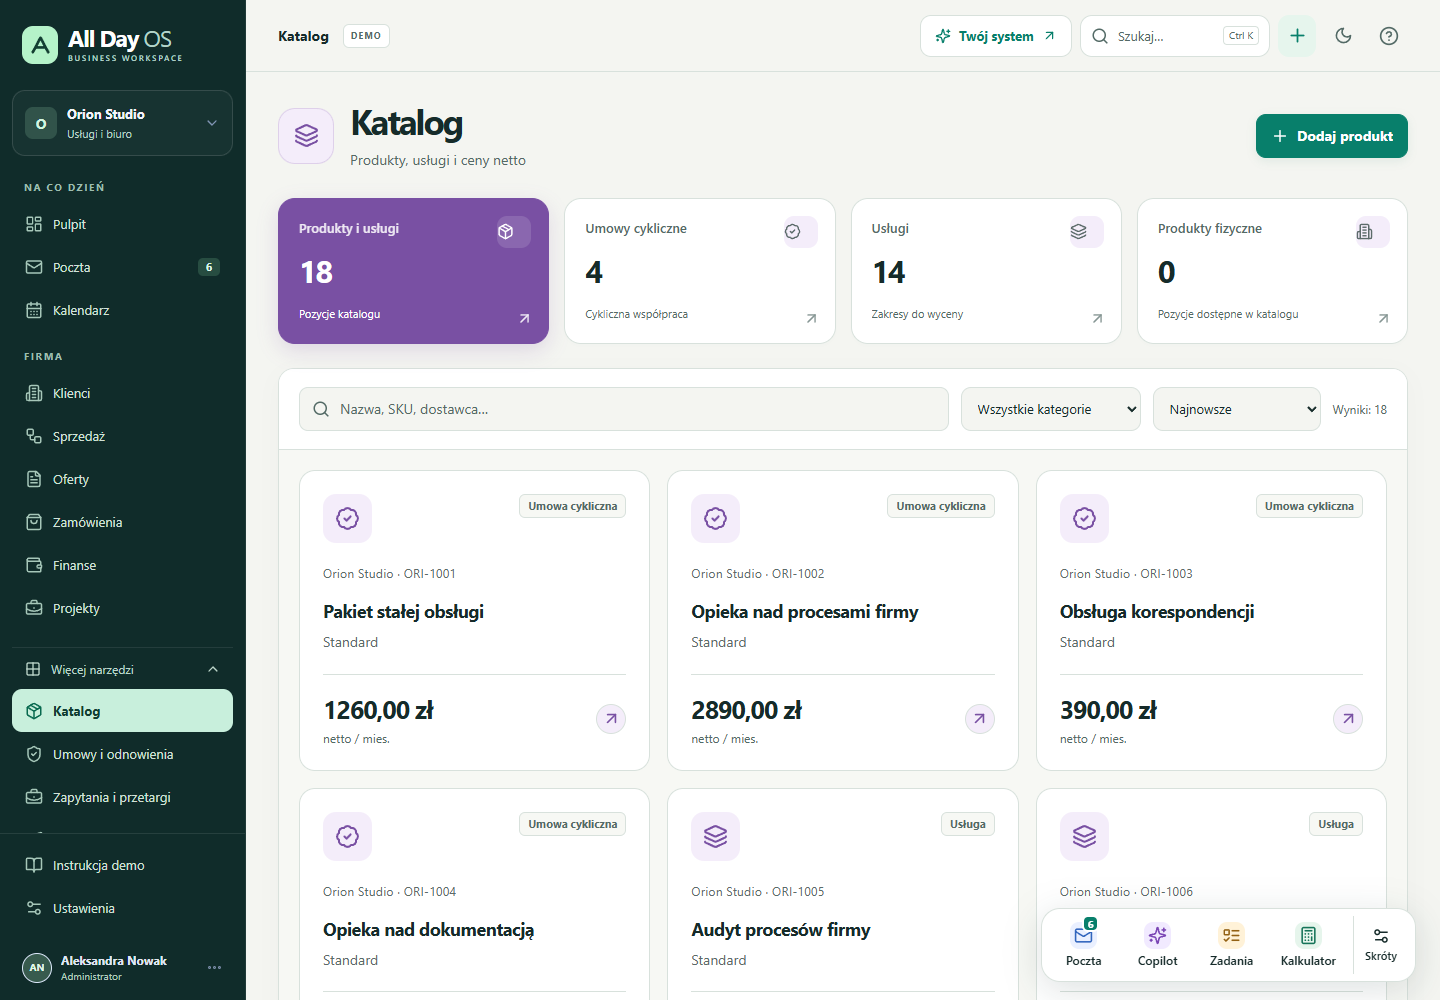 All Day OS
BUSINESS WORKSPACE
O
Orion Studio
Usługi i biuro
NA CO DZIEŃ
Pulpit
Poczta
6
Kalendarz
FIRMA
Klienci
Sprzedaż
Oferty
Zamówienia
Finanse
Projekty
Więcej narzędzi
Katalog
Umowy i odnowienia
Zapytania i przetargi
Instrukcja demo
Ustawienia
AN
Aleksandra Nowak
Administrator
Katalog
DEMO
Twój system
Szukaj...
Ctrl K
Katalog
Produkty, usługi i ceny netto
Dodaj produkt
Produkty i usługi
18
Pozycje katalogu
Umowy cykliczne
4
Cykliczna współpraca
Usługi
14
Zakresy do wyceny
Produkty fizyczne
0
Pozycje dostępne w katalogu
Nazwa, SKU, dostawca...
Wszystkie kategorie
Najnowsze
Wyniki: 18
Umowa cykliczna
Orion Studio · ORI-1001
Pakiet stałej obsługi
Standard
1260,00 zł
netto / mies.
Umowa cykliczna
Orion Studio · ORI-1002
Opieka nad procesami firmy
Standard
2890,00 zł
netto / mies.
Umowa cykliczna
Orion Studio · ORI-1003
Obsługa korespondencji
Standard
390,00 zł
netto / mies.
Umowa cykliczna
Orion Studio · ORI-1004
Opieka nad dokumentacją
Standard
Usługa
Orion Studio · ORI-1005
Audyt procesów firmy
Standard
Usługa
Orion Studio · ORI-1006
6
Poczta
Copilot
Zadania
Kalkulator
Skróty